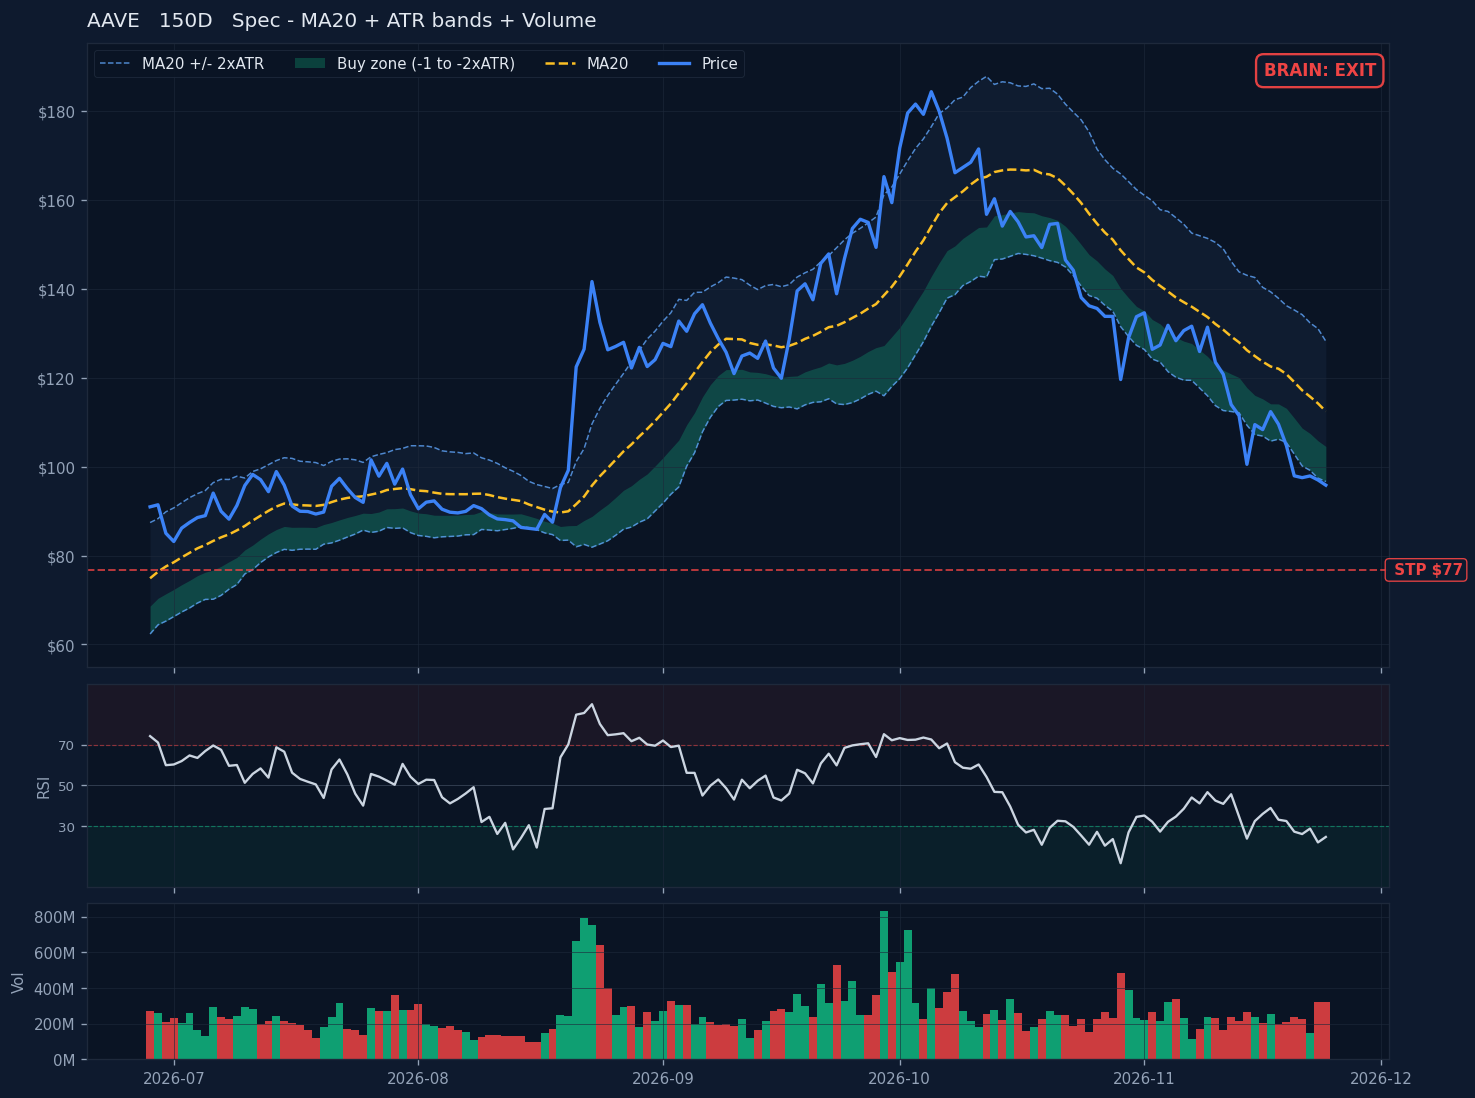 AAVE   150D   Spec - MA20 + ATR bands + Volume
MA20 +/- 2xATR
Buy zone (-1 to -2xATR)
MA20
Price
BRAIN: EXIT
$180
$160
$140
$120
$100
$80
$60
STP $77
RSI
70
50
30
Vol
800M
600M
400M
200M
0M
2026-07
2026-08
2026-09
2026-10
2026-11
2026-12